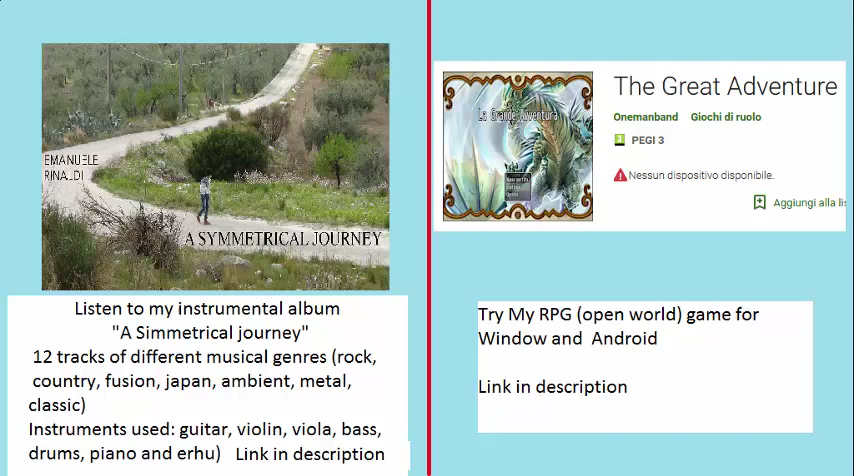 EMANUELE
RINALDI
A SYMMETRICAL JOURNEY
Listen to my instrumental album
"A Simmetrical journey"
12 tracks of different musical genres (rock,
country, fusion, japan, ambient, metal,
classic)
Instruments used: guitar, violin, viola, bass,
drums, piano and erhu) Link in description
The Great Adventure
La Grande Avventura
Onemanband Giochi di ruolo
3 PEGI 3
Nessun dispositivo disponibile.
Aggiungi alla lis
Try My RPG (open world) game for
Window and Android
Link in description